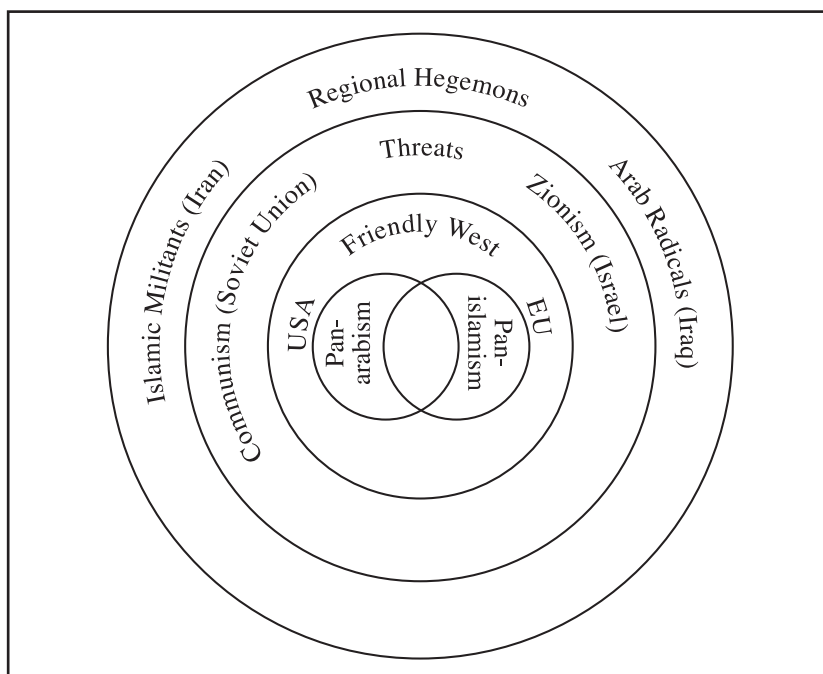 Regional Hegemons
Islamic Militants (Iran)
Arab Radicals (Iraq)
Threats
Communism (Soviet Union)
Zionism (Israel)
Friendly West
USA
EU
Pan-
arabism
Pan-
islamism